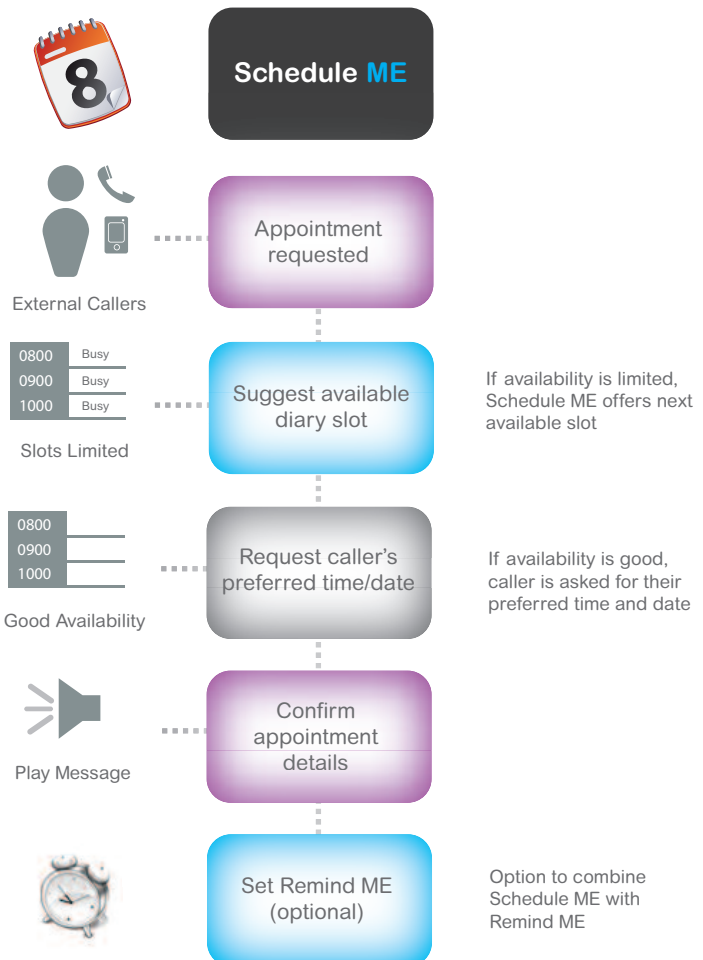 8
Schedule ME
Appointment
requested
External Callers
0800 Busy
0900 Busy
1000 Busy
Slots Limited
Suggest available
diary slot
If availability is limited,
Schedule ME offers next
available slot
0800
0900
1000
Good Availability
Request caller's
preferred time/date
If availability is good,
caller is asked for their
preferred time and date
Play Message
Confirm
appointment
details
Set Remind ME
(optional)
Option to combine
Schedule ME with
Remind ME